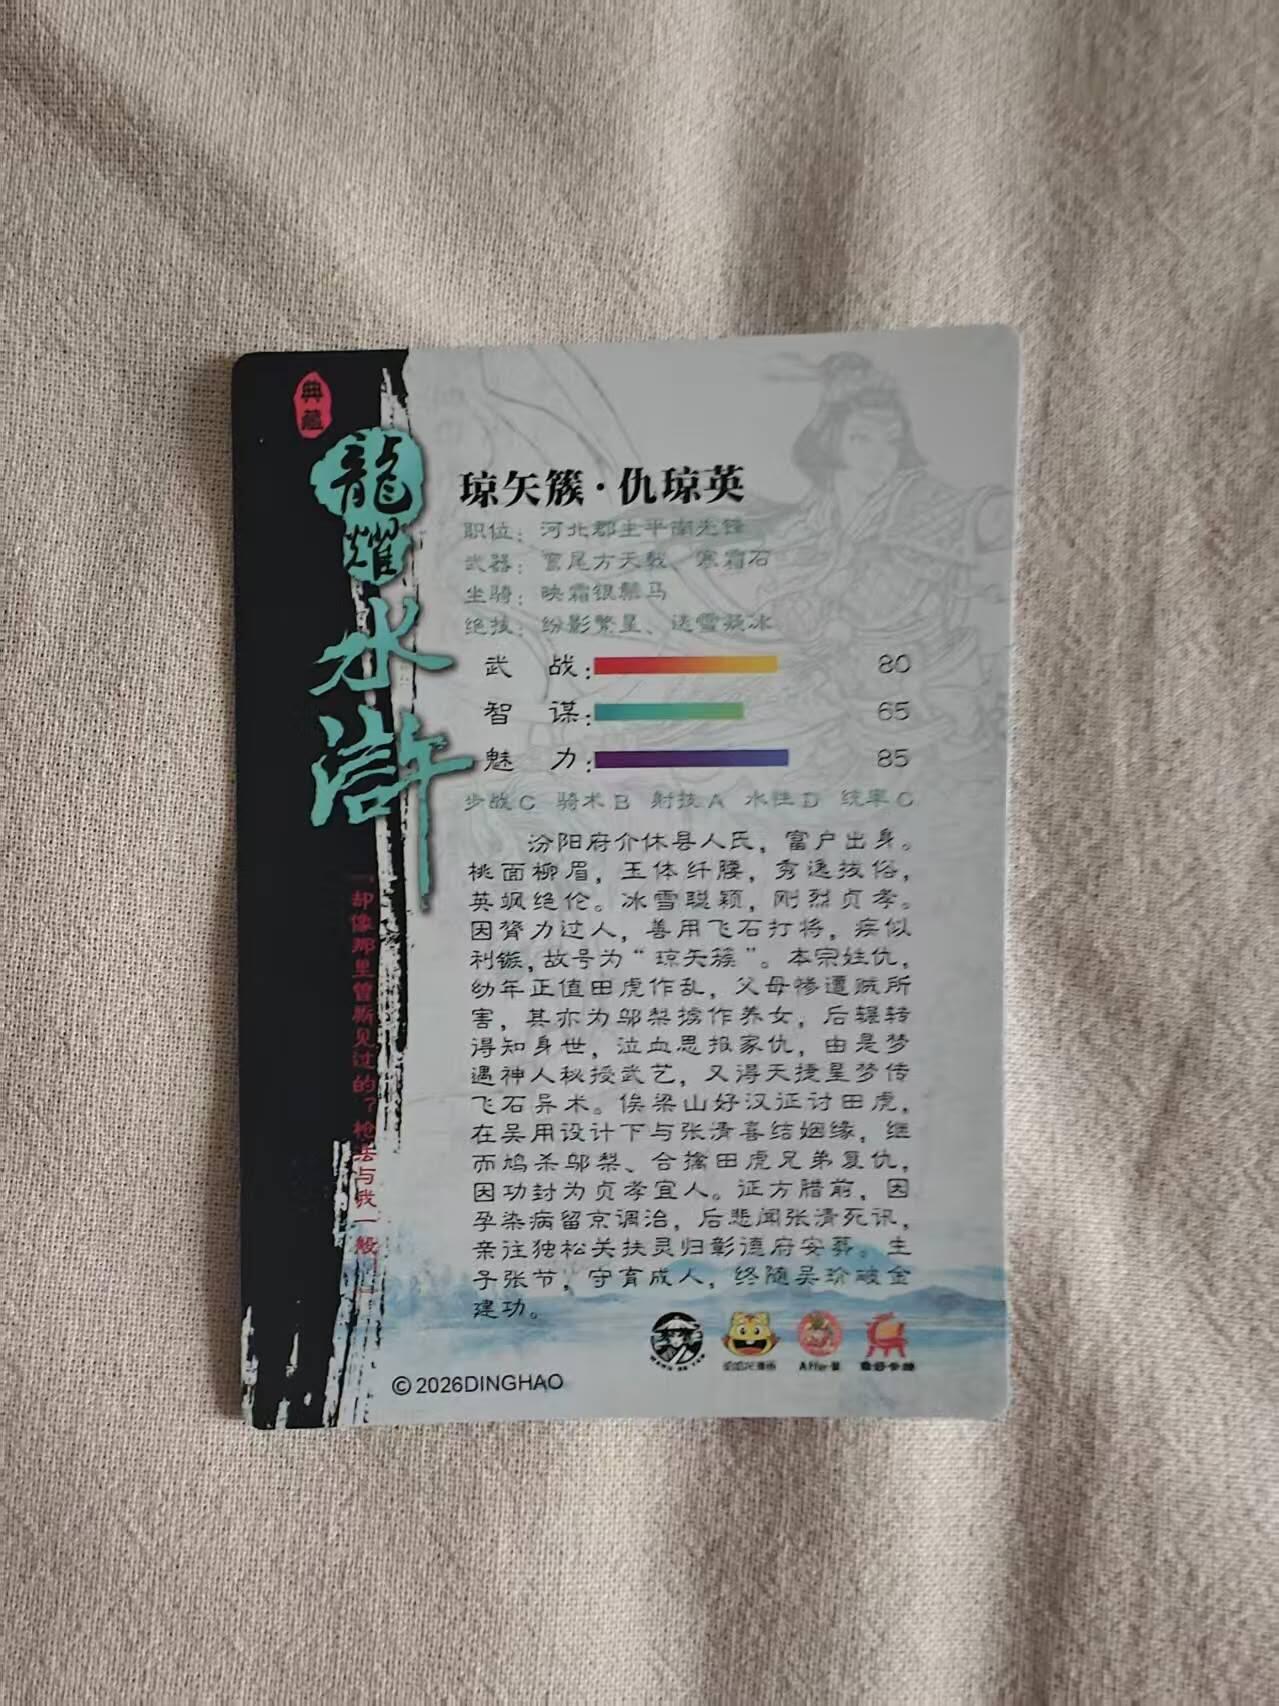 典藏
龍耀
水滸
「却像那里曾厮见过的？枪法与我一般！」
琼矢簇·仇琼英
职位：河北郡主平南先锋
武器：鸾尾方天戟、寒霜石
坐骑：映霜银鬃马
绝技：纷影繁星、送雪凝冰
武 战：80
智 谋：65
魅 力：85
步战C 骑术B 射技A 水性D 统率C
汾阳府介休县人氏，富户出身。
桃面柳眉，玉体纤腰，秀逸拔俗，
英飒绝伦。冰雪聪颖，刚烈贞孝。
因膂力过人，善用飞石打将，疾似
利镞，故号为“琼矢簇”。本宗姓仇，
幼年正值田虎作乱，父母惨遭贼所
害，其亦为邬梨掳作养女，后辗转
得知身世，泣血思报家仇，由是梦
遇神人秘授武艺，又得天捷星梦传
飞石异术。俟梁山好汉征讨田虎，
在吴用设计下与张清喜结姻缘，继
而鸩杀邬梨、合擒田虎兄弟复仇，
因功封为贞孝宜人。征方腊前，因
孕染病留京调治，后悲闻张清死讯，
亲往独松关扶灵归彰德府安葬。生
子张节，守育成人，终随吴玠破金
建功。
©2026DINGHAO